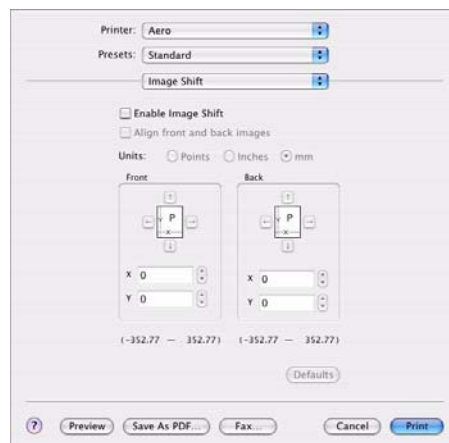 Printer: Aero
Presets: Standard
Image Shift
Enable Image Shift
Align front and back images
Units: Points Inches mm
Front Back
P P
Y X Y X
X 0 X 0
Y 0 Y 0
(-352.77 — 352.77) (-352.77 — 352.77)
Defaults
? Preview Save As PDF... Fax... Cancel Print